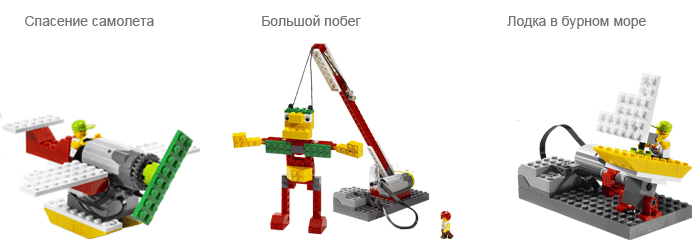 Спасение самолета
Большой побег
Лодка в бурном море